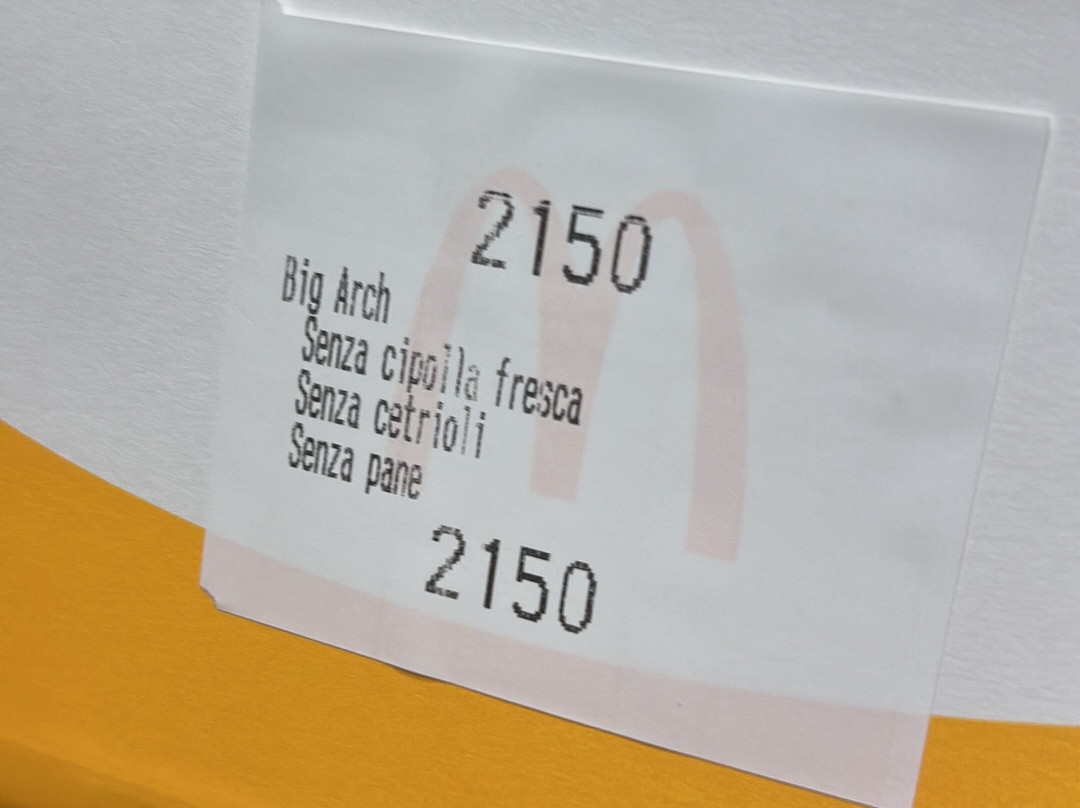 2150
Big Arch
Senza cipolla fresca
Senza cetrioli
Senza pane
2150